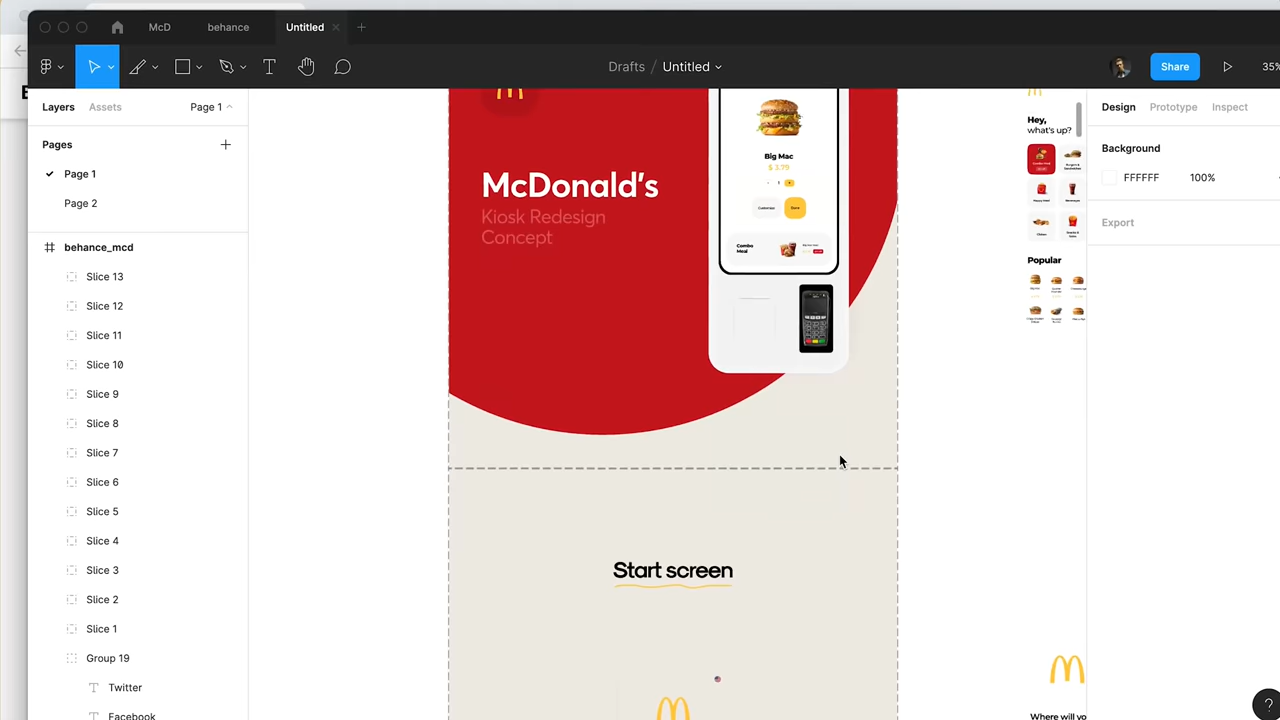 McD
behance
Untitled
Drafts / Untitled
Share
35%
Layers
Assets
Page 1
Pages
Page 1
Page 2
behance_mcd
Slice 13
Slice 12
Slice 11
Slice 10
Slice 9
Slice 8
Slice 7
Slice 6
Slice 5
Slice 4
Slice 3
Slice 2
Slice 1
Group 19
Twitter
Facebook
McDonald's
Kiosk Redesign
Concept
Big Mac
$ 3.79
Customize
Combo
Meal
Start screen
Hey,
what's up?
Popular
Where will yo
Design
Prototype
Inspect
Background
FFFFFF
100%
Export
?